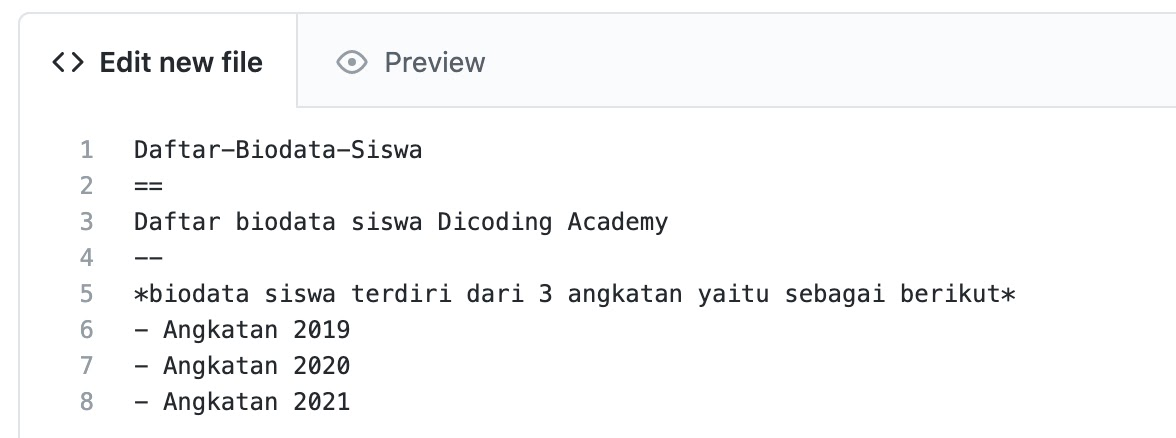 <> Edit new file Preview
1 Daftar-Biodata-Siswa
2 ==
3 Daftar biodata siswa Dicoding Academy
4 --
5 *biodata siswa terdiri dari 3 angkatan yaitu sebagai berikut*
6 - Angkatan 2019
7 - Angkatan 2020
8 - Angkatan 2021